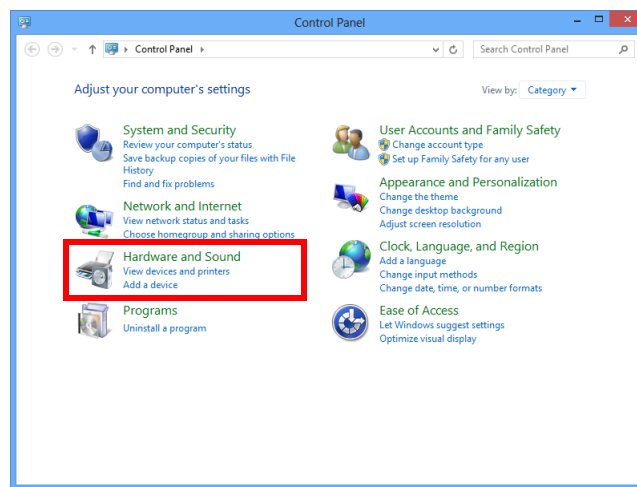 Control Panel
Control Panel
Search Control Panel
Adjust your computer's settings
View by: Category
System and Security
Review your computer's status
Save backup copies of your files with File
History
Find and fix problems
Network and Internet
View network status and tasks
Choose homegroup and sharing options
Hardware and Sound
View devices and printers
Add a device
Programs
Uninstall a program
User Accounts and Family Safety
Change account type
Set up Family Safety for any user
Appearance and Personalization
Change the theme
Change desktop background
Adjust screen resolution
Clock, Language, and Region
Add a language
Change input methods
Change date, time, or number formats
Ease of Access
Let Windows suggest settings
Optimize visual display